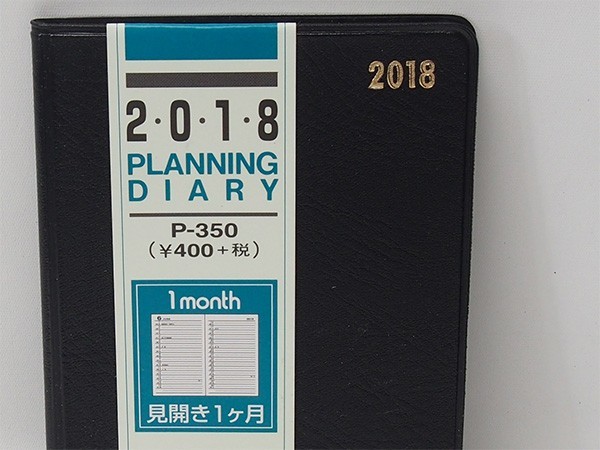 2018
2·0·1·8
PLANNING
DIARY
P-350
(¥400+税)
1month
見開き1ヶ月